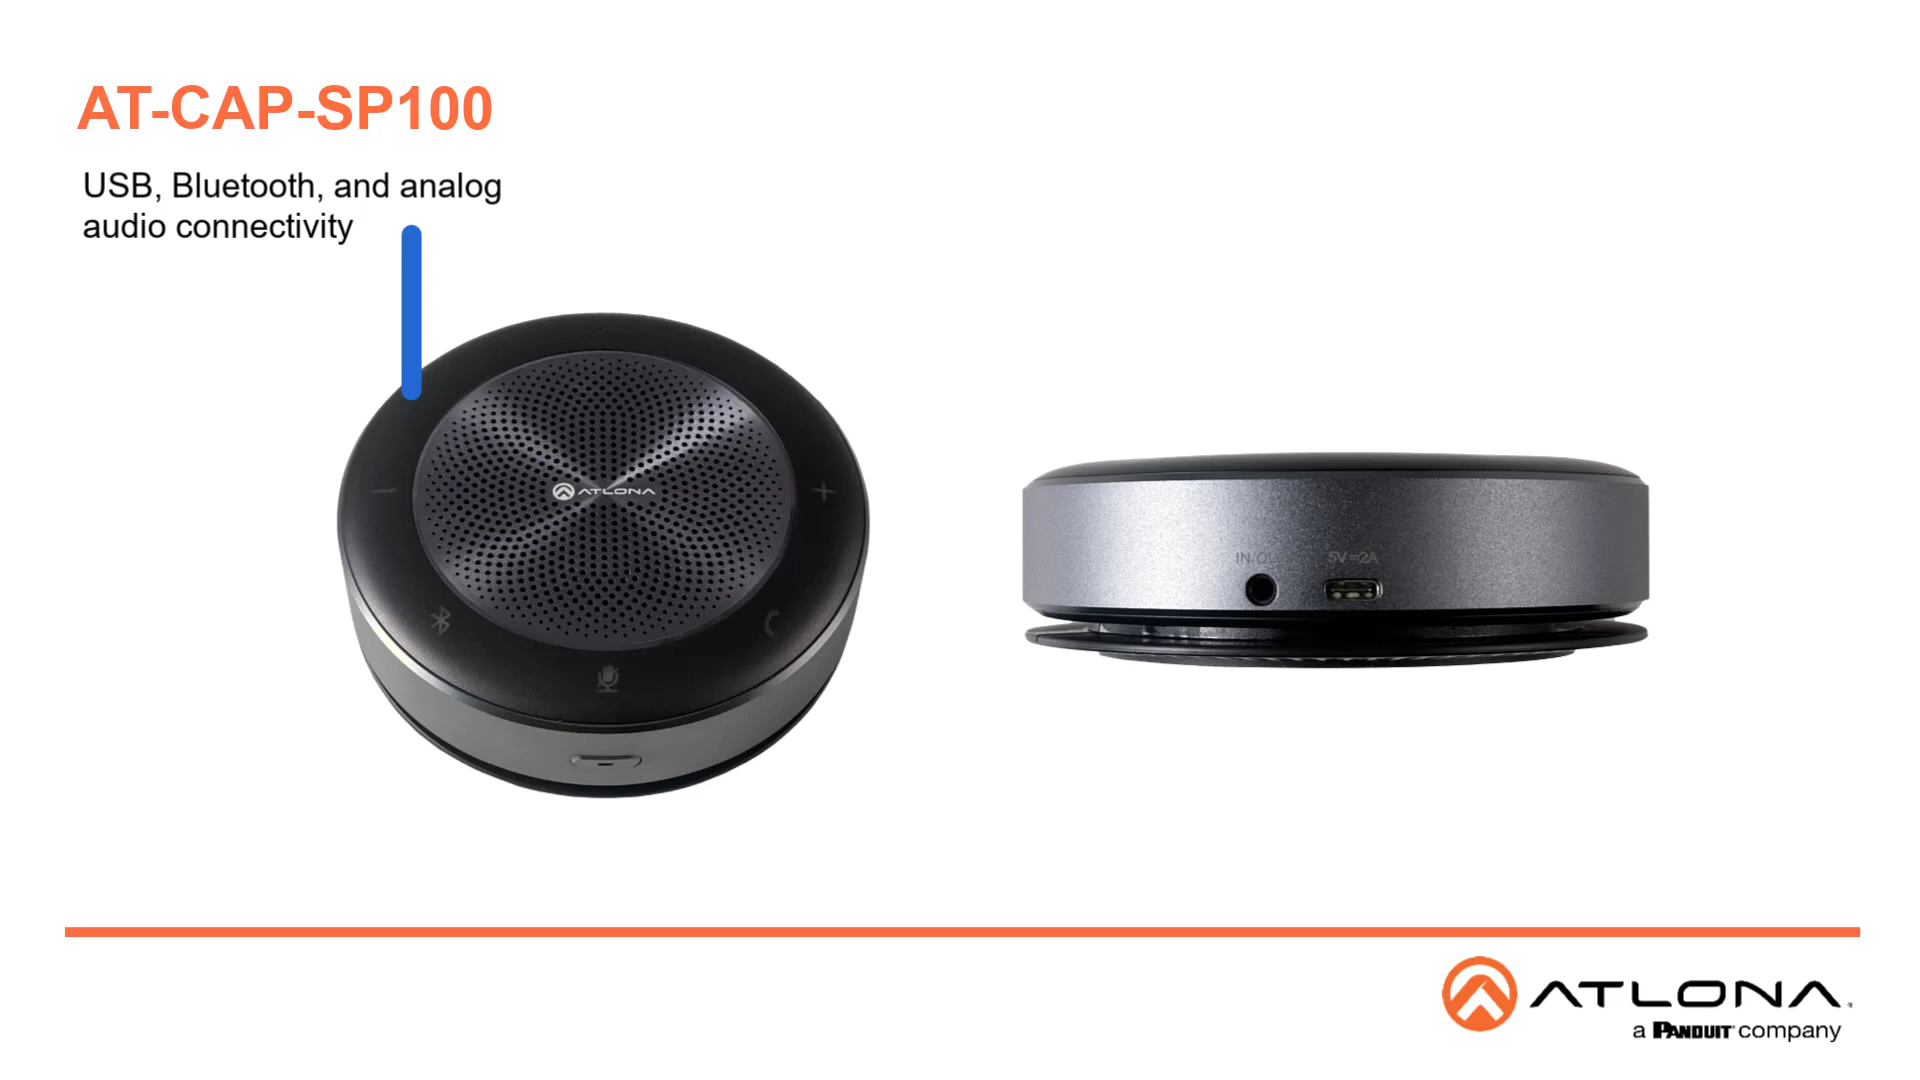 AT-CAP-SP100
USB, Bluetooth, and analog
audio connectivity
ATLONA
5V⎓2A
ATLONA
a PANDUIT company